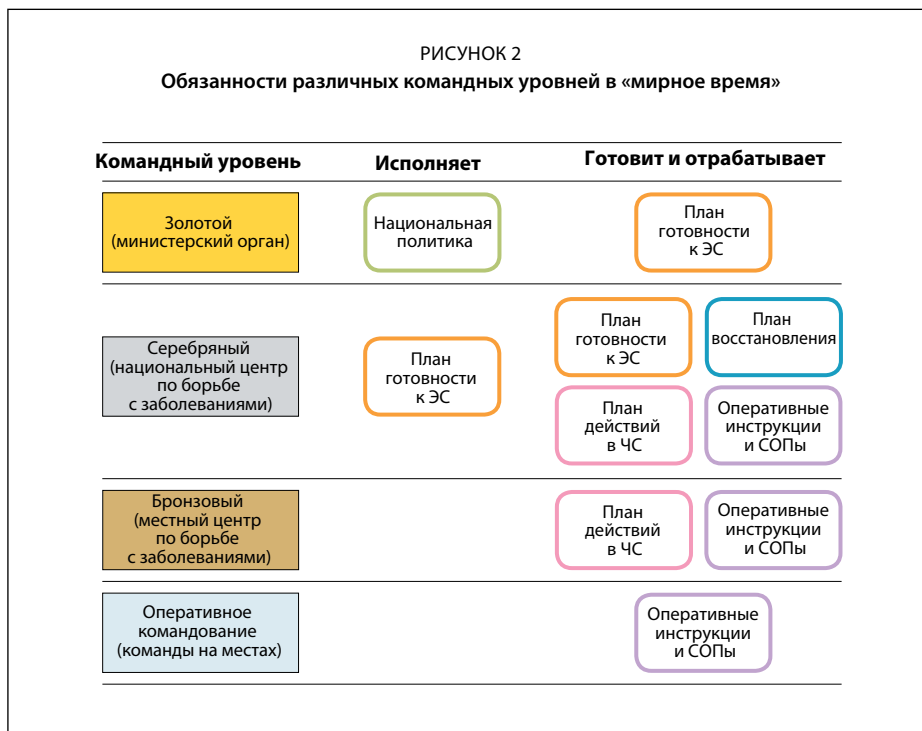 РИСУНОК 2
Обязанности различных командных уровней в «мирное время»
Командный уровень
Исполняет
Готовит и отрабатывает
Золотой
(министерский орган)
Национальная
политика
План
готовности
к ЭС
Серебряный
(национальный центр
по борьбе
с заболеваниями)
План
готовности
к ЭС
План
готовности
к ЭС
План
восстановления
План
действий
в ЧС
Оперативные
инструкции
и СОПы
Бронзовый
(местный центр
по борьбе
с заболеваниями)
План
действий
в ЧС
Оперативные
инструкции
и СОПы
Оперативное
командование
(команды на местах)
Оперативные
инструкции
и СОПы